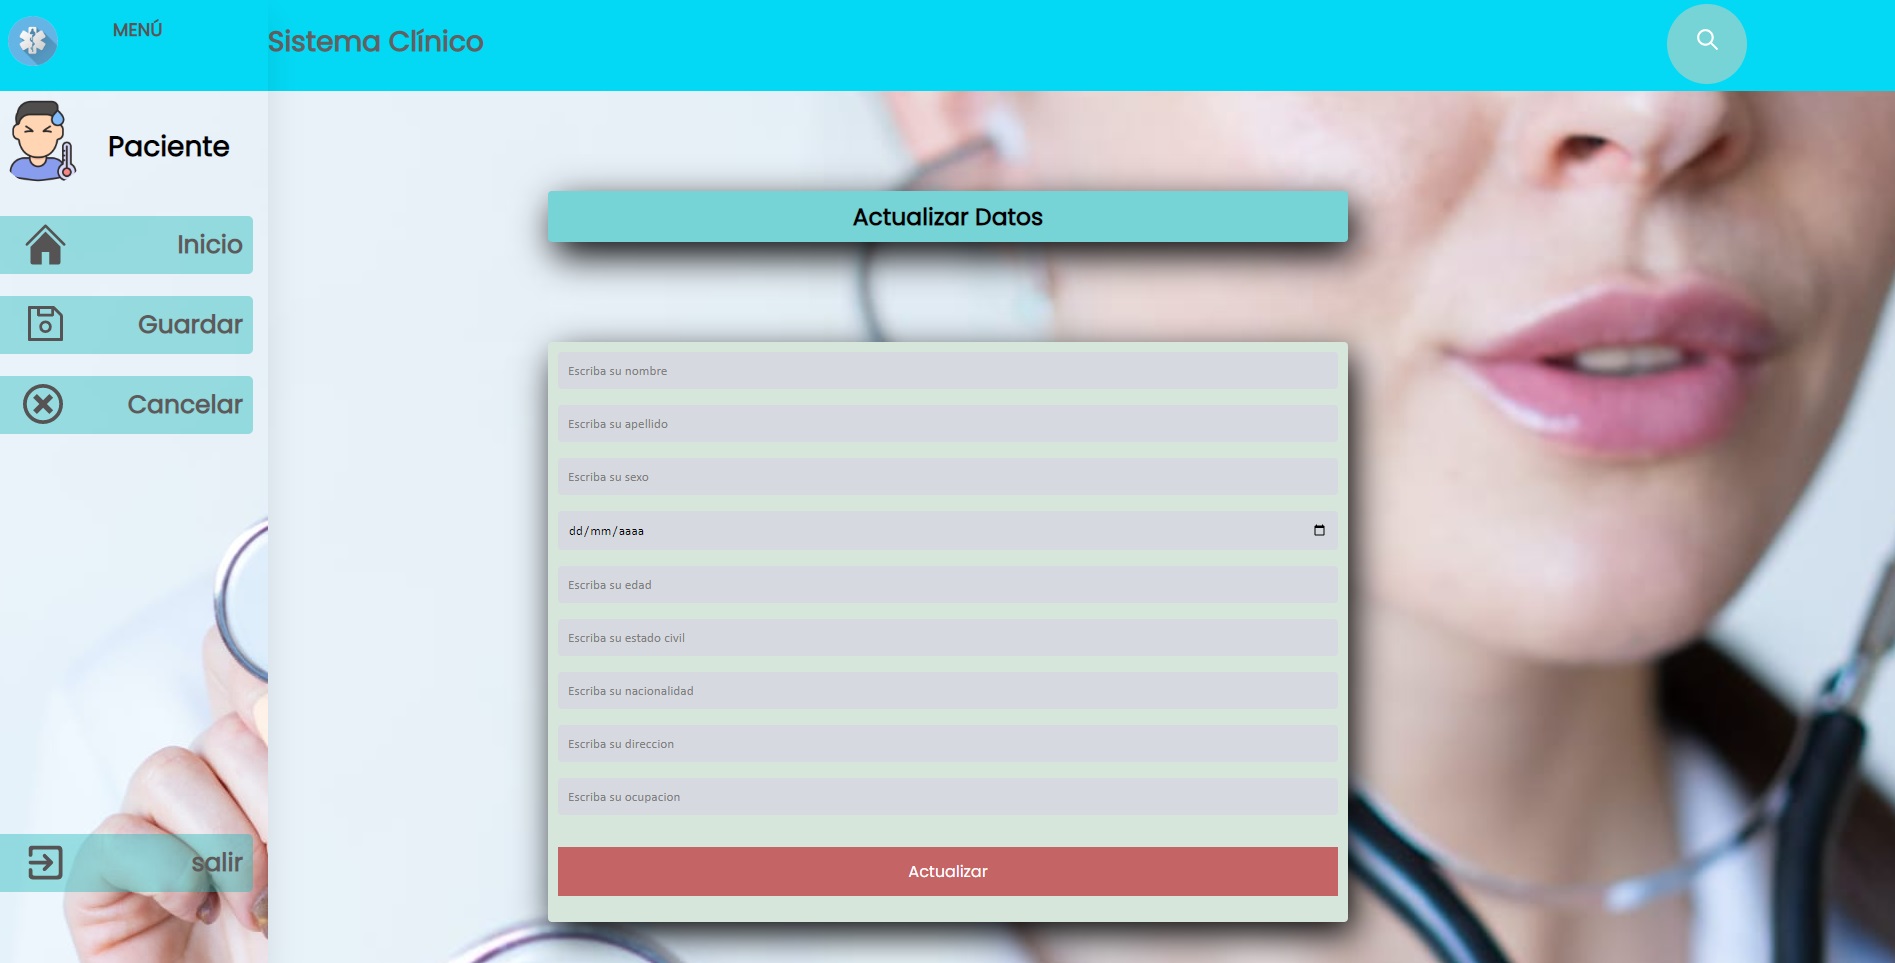 MENÚ
Sistema Clínico
Paciente
Inicio
Guardar
Cancelar
salir
Actualizar Datos
Escriba su nombre
Escriba su apellido
Escriba su sexo
dd/mm/aaaa
Escriba su edad
Escriba su estado civil
Escriba su nacionalidad
Escriba su direccion
Escriba su ocupacion
Actualizar